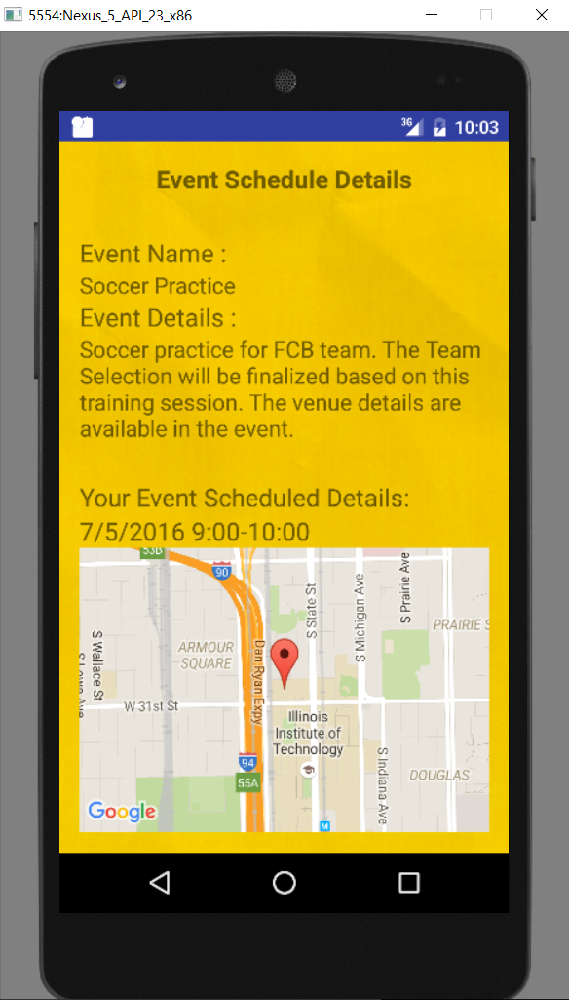 5554:Nexus_5_API_23_x86
3G 10:03
Event Schedule Details
Event Name :
Soccer Practice
Event Details :
Soccer practice for FCB team. The Team
Selection will be finalized based on this
training session. The venue details are
available in the event.
Your Event Scheduled Details:
7/5/2016 9:00-10:00
53B
90
S State St
S Michigan Ave
S Prairie Ave
PRAIRIE S
ARMOUR
SQUARE
S Wallace St
Dan Ryan Expy
W 31st St
Illinois
Institute of
Technology
94
55A
S Indiana Ave
DOUGLAS
Google
M